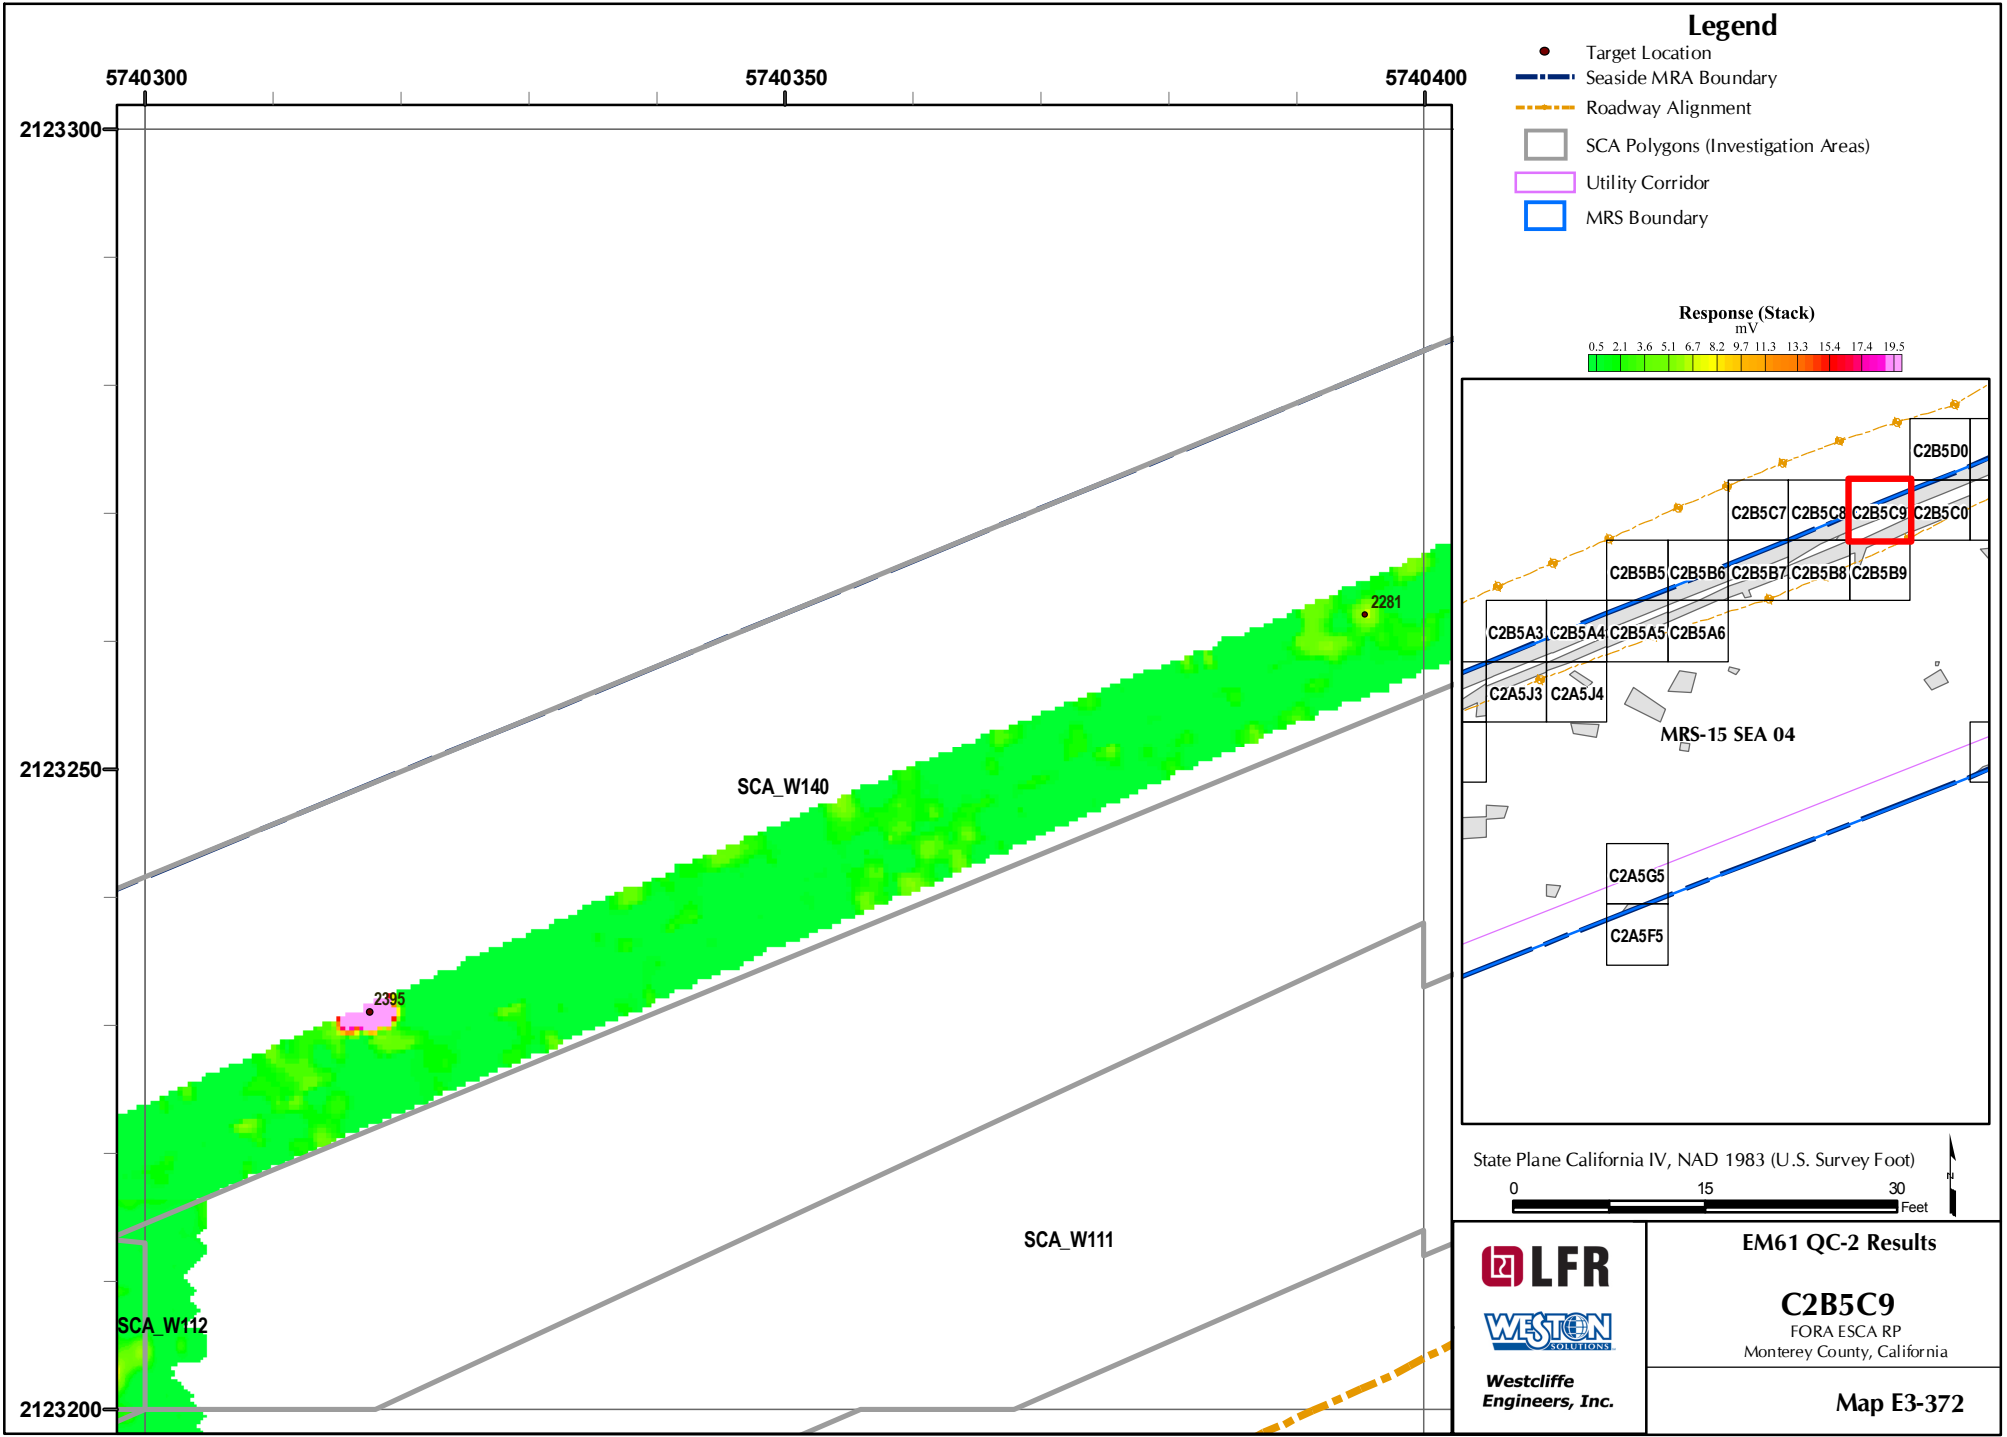 Legend
Target Location
Seaside MRA Boundary
Roadway Alignment
SCA Polygons (Investigation Areas)
Utility Corridor
MRS Boundary
5740300
5740350
5740400
2123300
2123250
2123200
2281
2395
SCA_W140
SCA_W111
SCA_W112
Response (Stack)
mV
0.5 2.1 3.6 5.1 6.7 8.2 9.7 11.3 13.3 15.4 17.4 19.5
C2B5D0
C2B5C7 C2B5C8 C2B5C9 C2B5C0
C2B5B5 C2B5B6 C2B5B7 C2B5B8 C2B5B9
C2B5A3 C2B5A4 C2B5A5 C2B5A6
C2A5J3 C2A5J4
MRS-15 SEA 04
C2A5G5
C2A5F5
State Plane California IV, NAD 1983 (U.S. Survey Foot)
0 15 30
Feet
N
LFR
WESTON
SOLUTIONS
Westcliffe
Engineers, Inc.
EM61 QC-2 Results
C2B5C9
FORA ESCA RP
Monterey County, California
Map E3-372